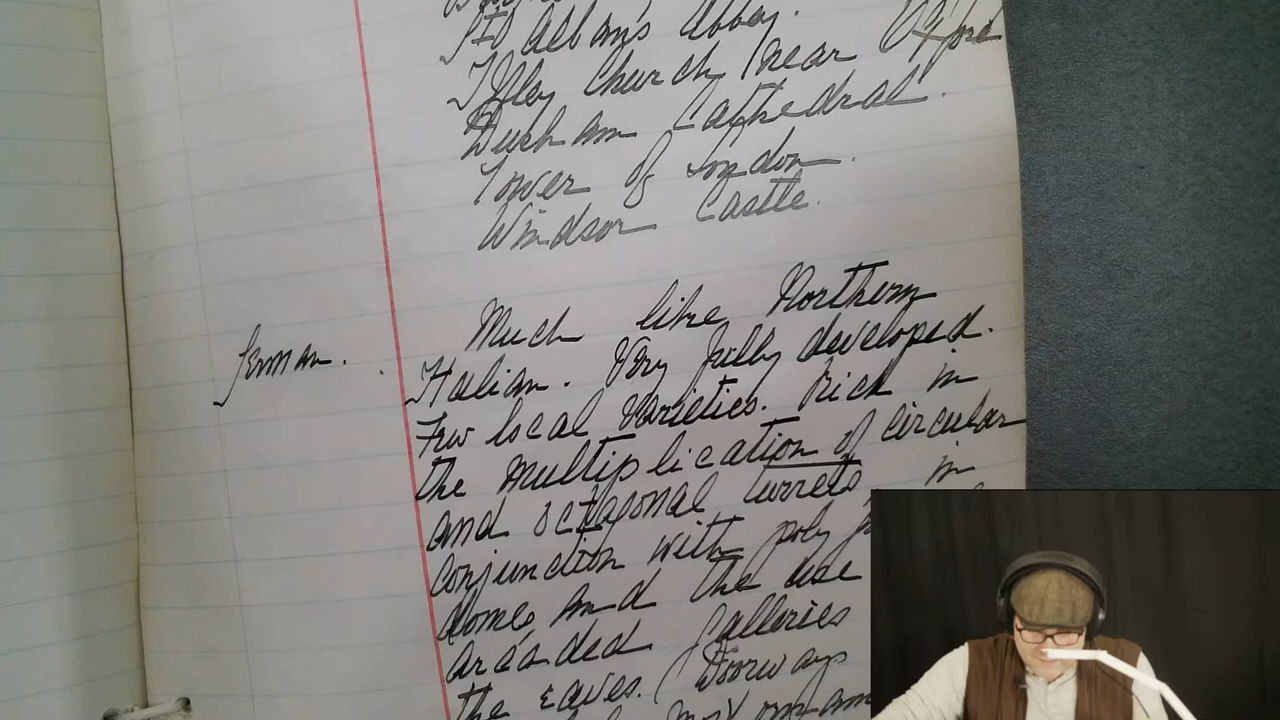 St Albans Abbey.
Iffley Church near Oxford
Durham Cathedral.
Tower of London.
Windsor Castle.
Much like Northern
German.
Italian. Very fully developed.
Few local varieties. Rich in
the multiplication of circular
and octagonal turrets in
conjunction with poly
domes and the use
arcaded galleries
the eaves. (Doorways
most